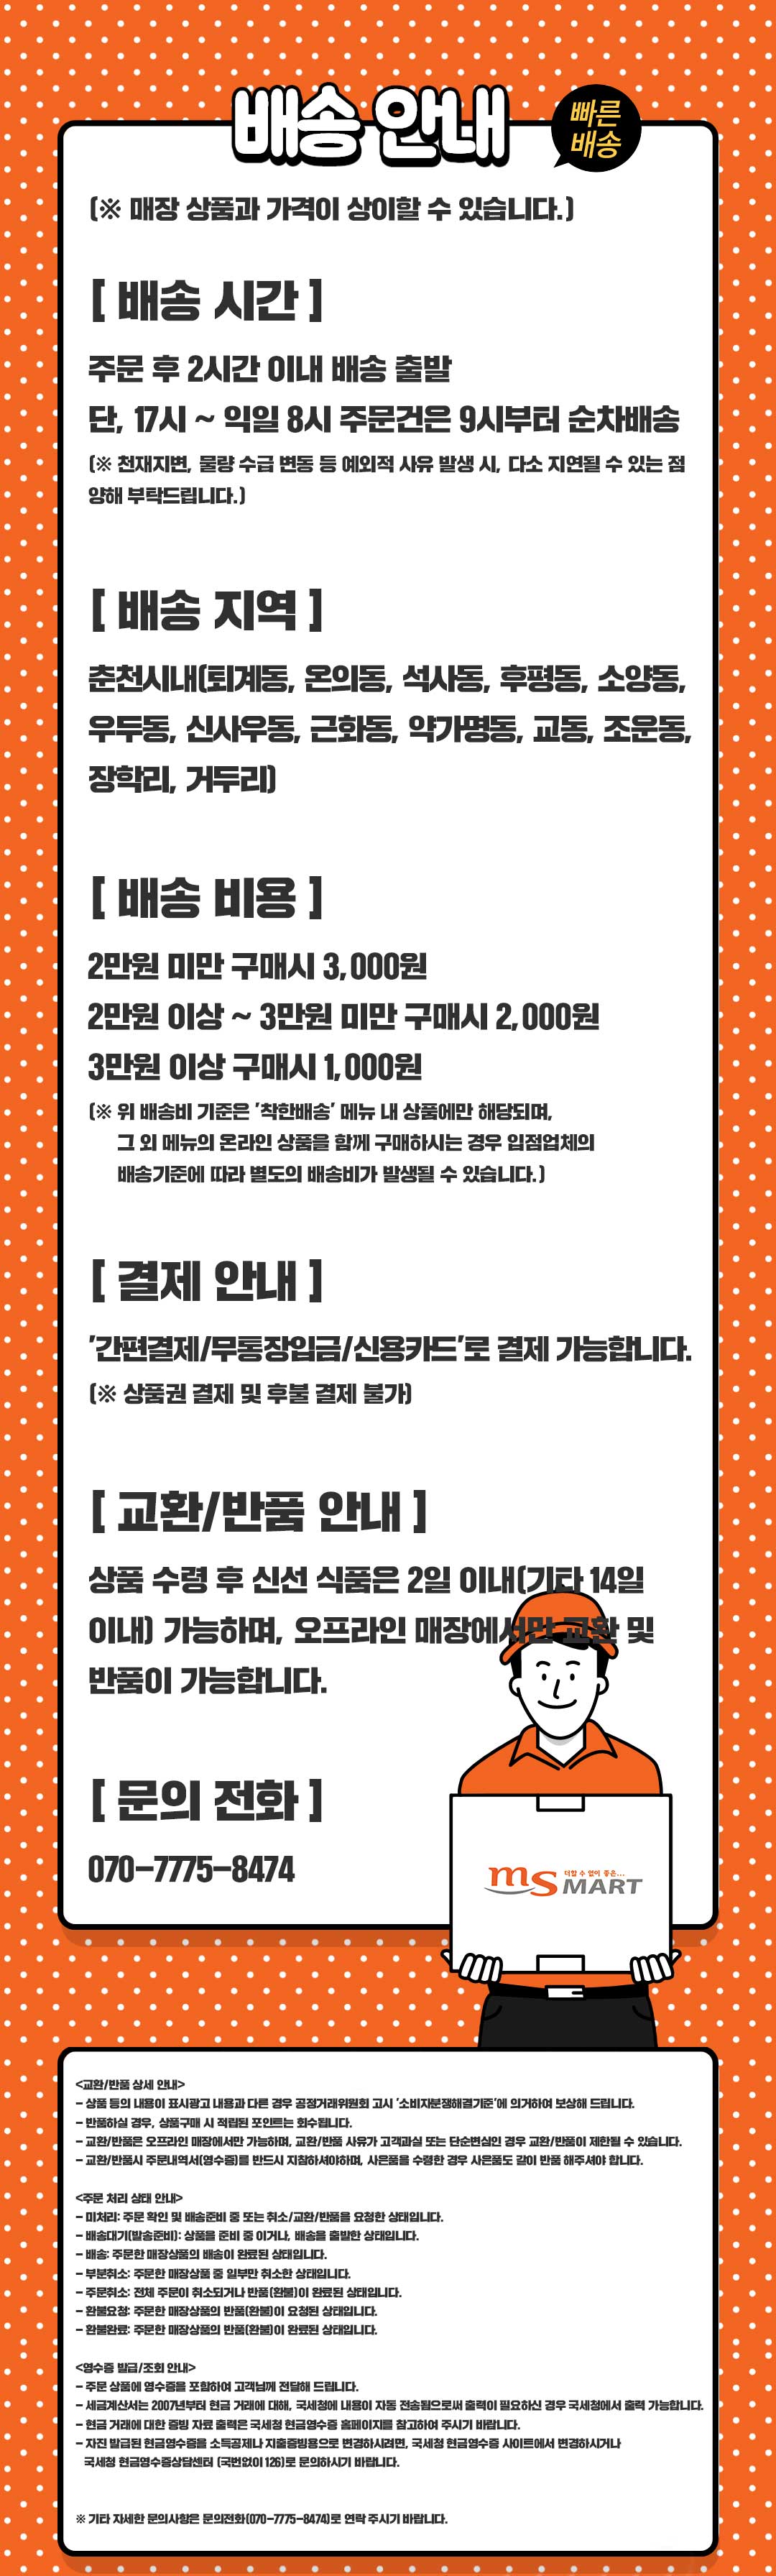 배송 안내
빠른
배송
(※ 매장 상품과 가격이 상이할 수 있습니다.)
[ 배송 시간 ]
주문 후 2시간 이내 배송 출발
단, 17시 ~ 익일 8시 주문건은 9시부터 순차배송
(※ 천재지변, 물량 수급 변동 등 예외적 사유 발생 시, 다소 지연될 수 있는 점
양해 부탁드립니다.)
[ 배송 지역 ]
춘천시내(퇴계동, 온의동, 석사동, 후평동, 소양동,
우두동, 신사우동, 근화동, 약가명동, 교동, 조운동,
장학리, 거두리)
[ 배송 비용 ]
2만원 미만 구매시 3,000원
2만원 이상 ~ 3만원 미만 구매시 2,000원
3만원 이상 구매시 1,000원
(※ 위 배송비 기준은 '착한배송' 메뉴 내 상품에만 해당되며,
그 외 메뉴의 온라인 상품을 함께 구매하시는 경우 입점업체의
배송기준에 따라 별도의 배송비가 발생될 수 있습니다.)
[ 결제 안내 ]
'간편결제/무통장입금/신용카드'로 결제 가능합니다.
(※ 상품권 결제 및 후불 결제 불가)
[ 교환/반품 안내 ]
상품 수령 후 신선 식품은 2일 이내(기타 14일
이내) 가능하며, 오프라인 매장에서만 교환 및
반품이 가능합니다.
[ 문의 전화 ]
070-7775-8474
더할 수 없이 좋은...
ms MART
<교환/반품 상세 안내>
- 상품 등의 내용이 표시광고 내용과 다른 경우 공정거래위원회 고시 '소비자분쟁해결기준'에 의거하여 보상해 드립니다.
- 반품하실 경우, 상품구매 시 적립된 포인트는 회수됩니다.
- 교환/반품은 오프라인 매장에서만 가능하며, 교환/반품 사유가 고객과실 또는 단순변심인 경우 교환/반품이 제한될 수 있습니다.
- 교환/반품시 주문내역서(영수증)를 반드시 지참하셔야하며, 사은품을 수령한 경우 사은품도 같이 반품 해주셔야 합니다.
<주문 처리 상태 안내>
- 미처리: 주문 확인 및 배송준비 중 또는 취소/교환/반품을 요청한 상태입니다.
- 배송대기(발송준비): 상품을 준비 중 이거나, 배송을 출발한 상태입니다.
- 배송: 주문한 매장상품의 배송이 완료된 상태입니다.
- 부분취소: 주문한 매장상품 중 일부만 취소한 상태입니다.
- 주문취소: 전체 주문이 취소되거나 반품(환불)이 완료된 상태입니다.
- 환불요청: 주문한 매장상품의 반품(환불)이 요청된 상태입니다.
- 환불완료: 주문한 매장상품의 반품(환불)이 완료된 상태입니다.
<영수증 발급/조회 안내>
- 주문 상품에 영수증을 포함하여 고객님께 전달해 드립니다.
- 세금계산서는 2007년부터 현금 거래에 대해, 국세청에 내용이 자동 전송됨으로써 출력이 필요하신 경우 국세청에서 출력 가능합니다.
- 현금 거래에 대한 증빙 자료 출력은 국세청 현금영수증 홈페이지를 참고하여 주시기 바랍니다.
- 자진 발급된 현금영수증을 소득공제나 지출증빙용으로 변경하시려면, 국세청 현금영수증 사이트에서 변경하시거나
국세청 현금영수증상담센터 (국번없이 126)로 문의하시기 바랍니다.
※ 기타 자세한 문의사항은 문의전화(070-7775-8474)로 연락 주시기 바랍니다.